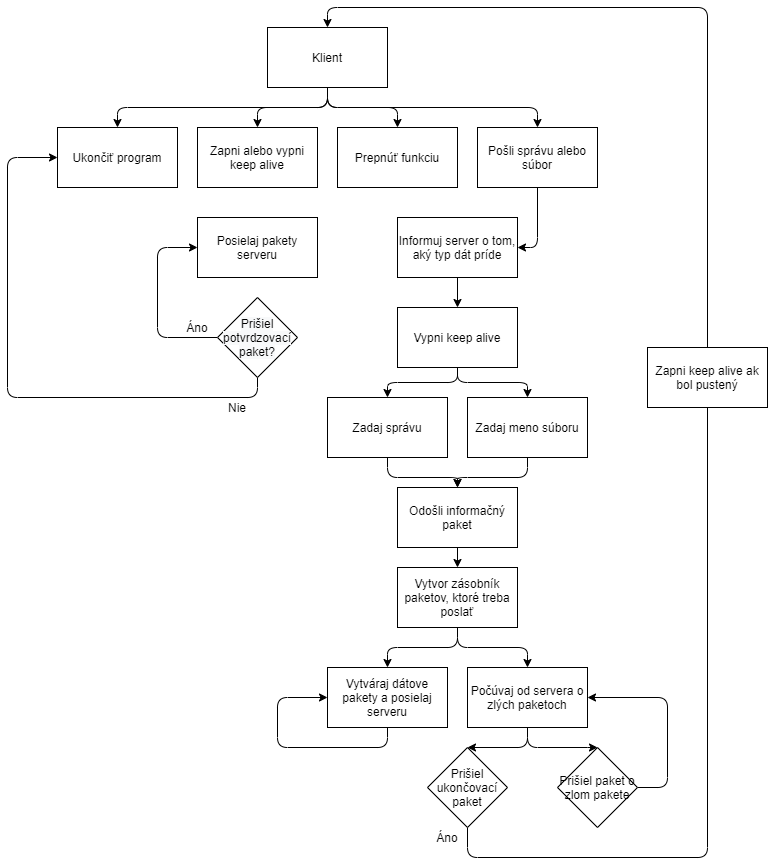 Klient
Ukončiť program
Zapni alebo vypni
keep alive
Prepnúť funkciu
Pošli správu alebo
súbor
Posielaj pakety
serveru
Informuj server o tom,
aký typ dát príde
Áno
Prišiel
potvrdzovací
paket?
Nie
Vypni keep alive
Zapni keep alive ak
bol pustený
Zadaj správu
Zadaj meno súboru
Odošli informačný
paket
Vytvor zásobník
paketov, ktoré treba
poslať
Vytváraj dátove
pakety a posielaj
serveru
Počúvaj od servera o
zlých paketoch
Prišiel
ukončovací
paket
Prišiel paket o
zlom pakete
Áno